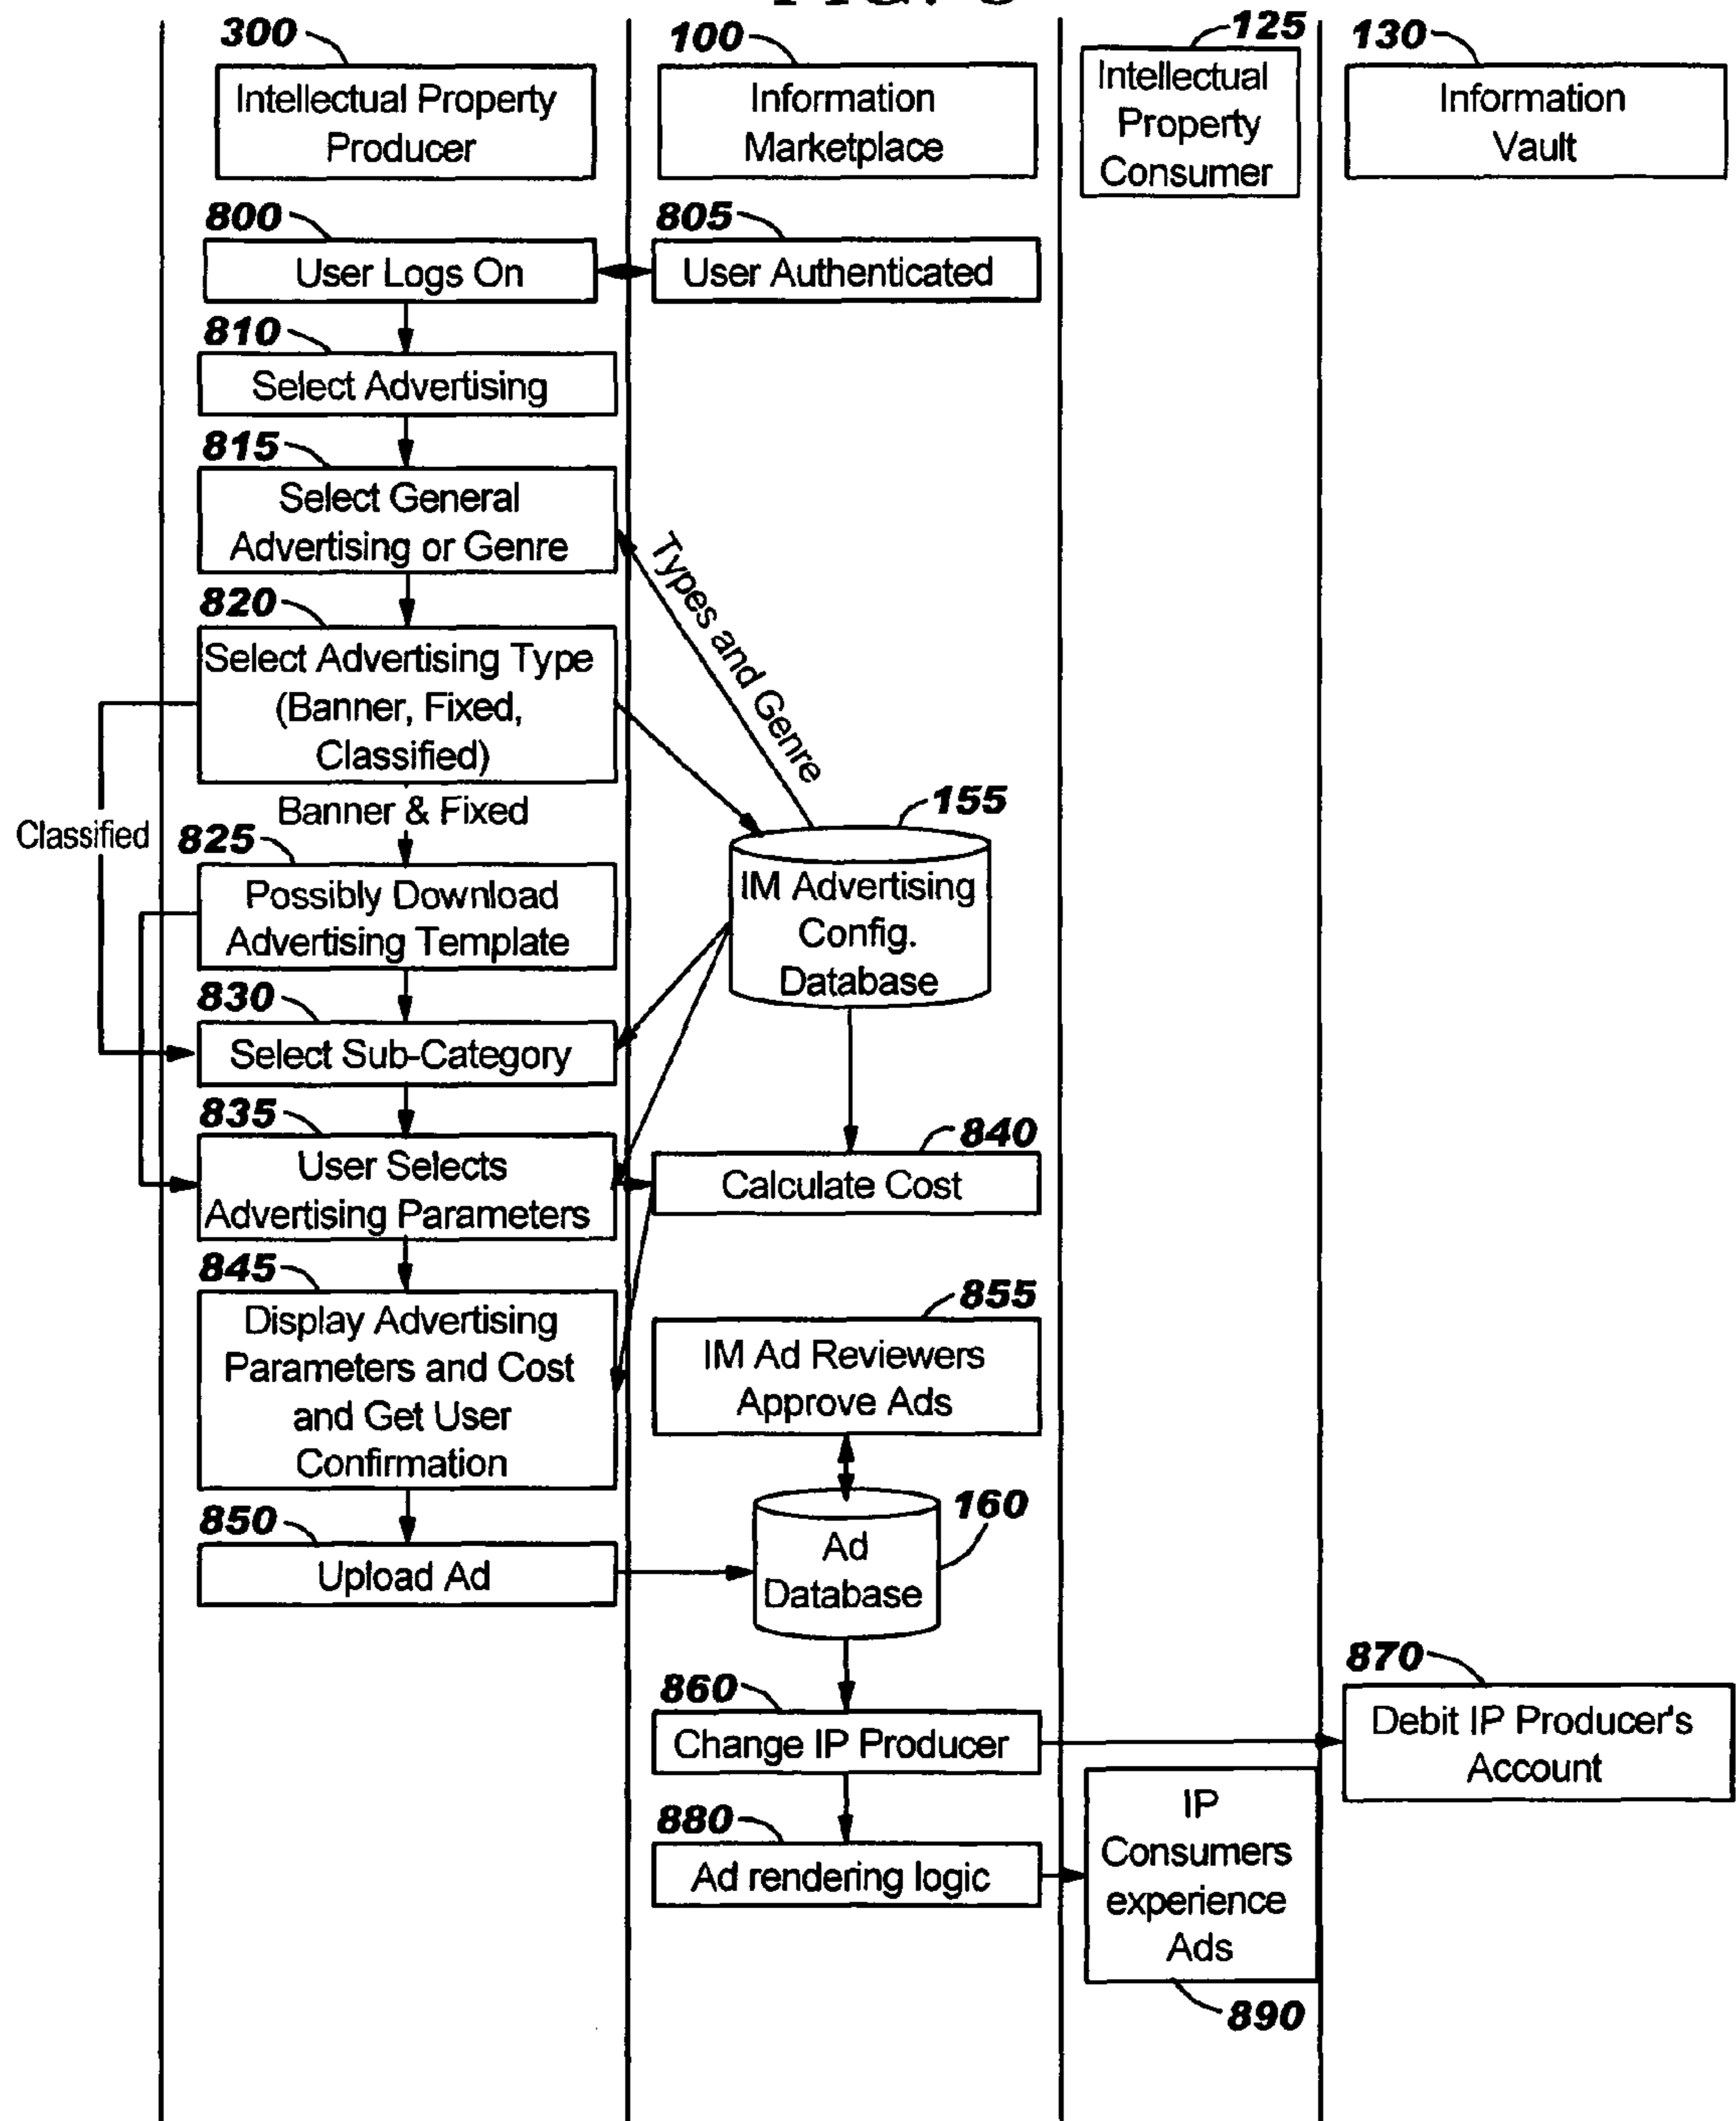 300
Intellectual Property
Producer
100
Information
Marketplace
125
Intellectual
Property
Consumer
130
Information
Vault
800
User Logs On
805
User Authenticated
810
Select Advertising
815
Select General
Advertising or Genre
Types and Genre
820
Select Advertising Type
(Banner, Fixed,
Classified)
Banner & Fixed
Classified
825
Possibly Download
Advertising Template
155
IM Advertising
Config.
Database
830
Select Sub-Category
835
User Selects
Advertising Parameters
840
Calculate Cost
845
Display Advertising
Parameters and Cost
and Get User
Confirmation
855
IM Ad Reviewers
Approve Ads
850
Upload Ad
160
Ad
Database
860
Change IP Producer
870
Debit IP Producer's
Account
880
Ad rendering logic
IP
Consumers
experience
Ads
890